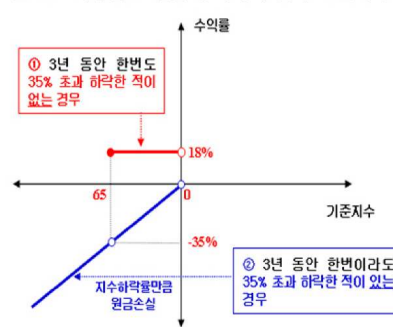 수익률
① 3년 동안 한번도
35% 초과 하락한 적이
없는 경우
18%
65
0
기준지수
-35%
지수하락률만큼
원금손실
② 3년 동안 한번이라도
35% 초과 하락한 적이 있는
경우